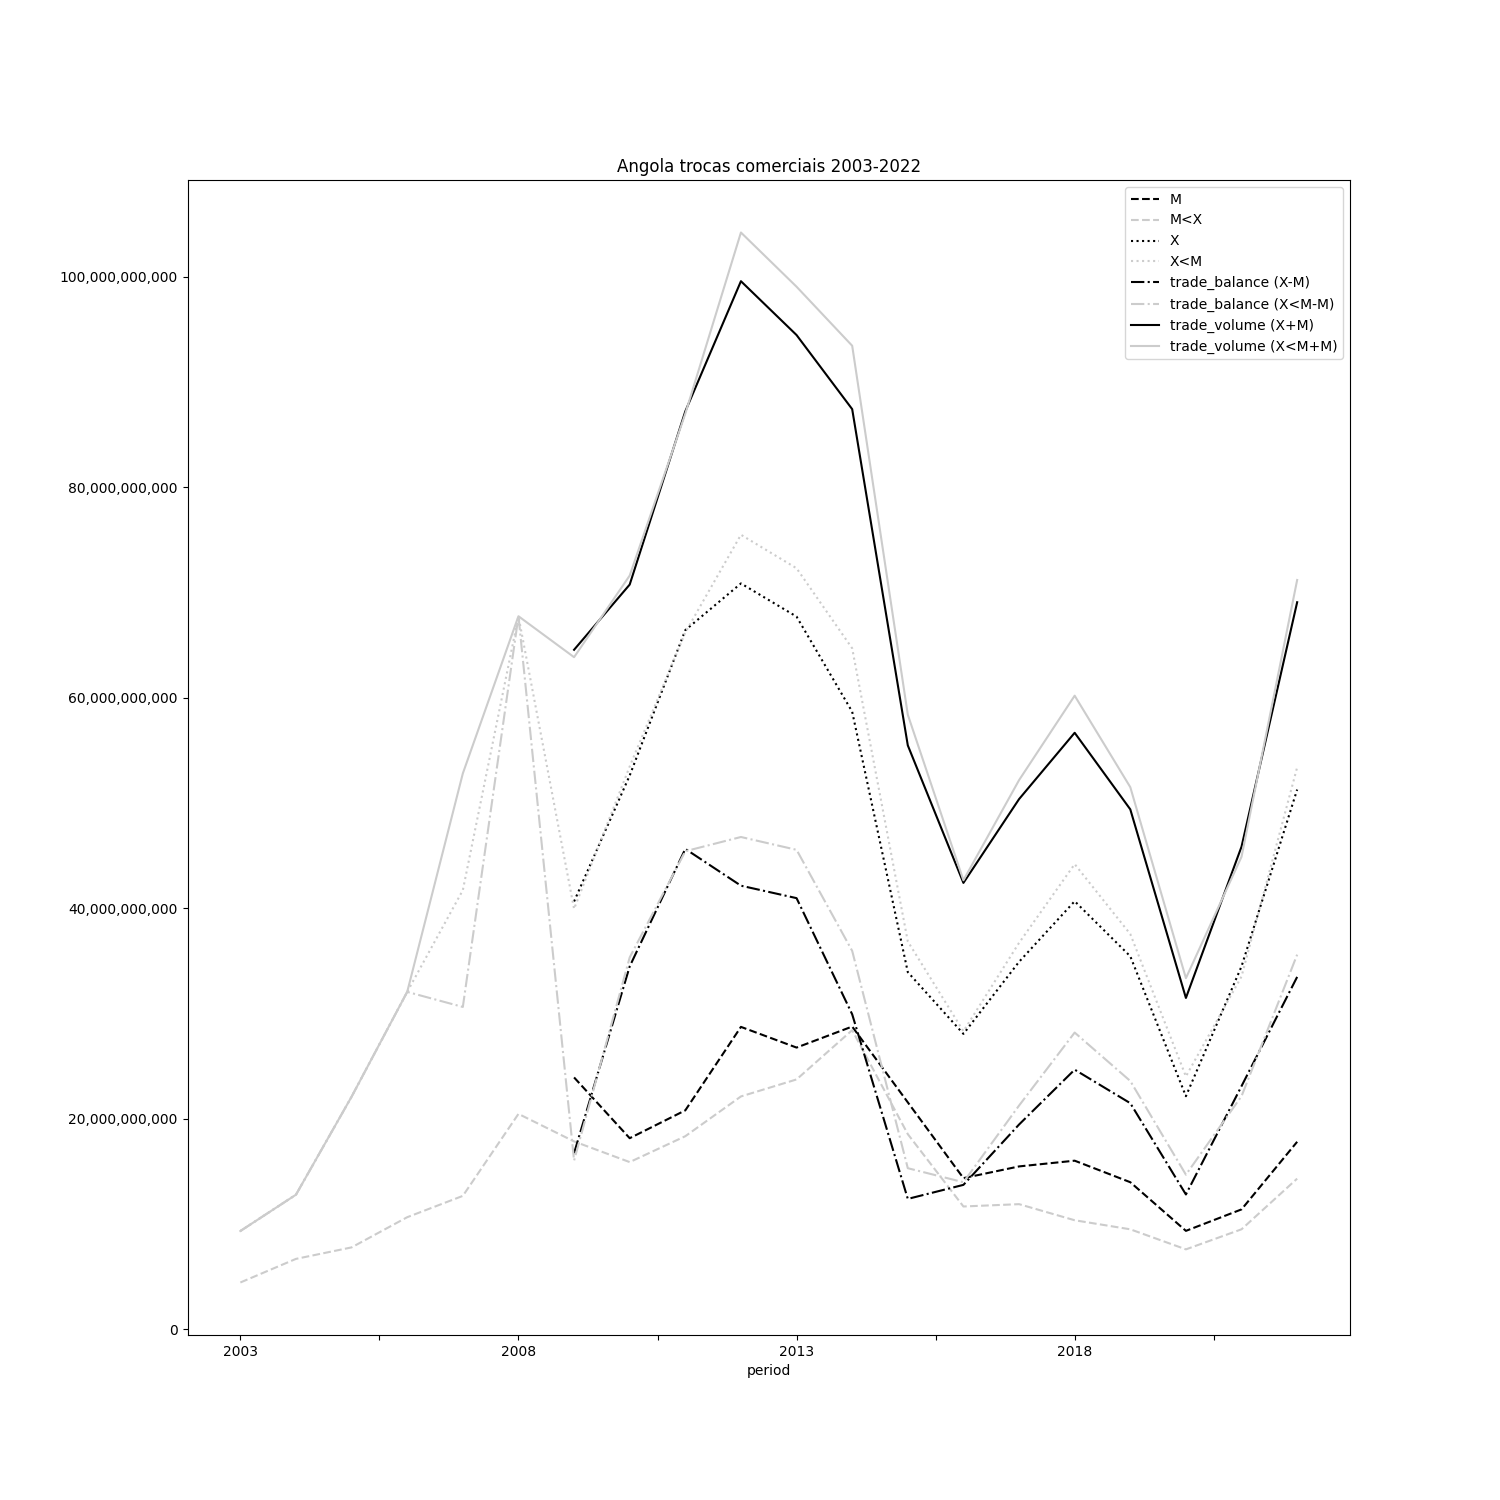 Angola trocas comerciais 2003-2022
M
M<X
X
X<M
trade_balance (X-M)
trade_balance (X<M-M)
trade_volume (X+M)
trade_volume (X<M+M)
100,000,000,000
80,000,000,000
60,000,000,000
40,000,000,000
20,000,000,000
0
2003 2008 2013 2018
period